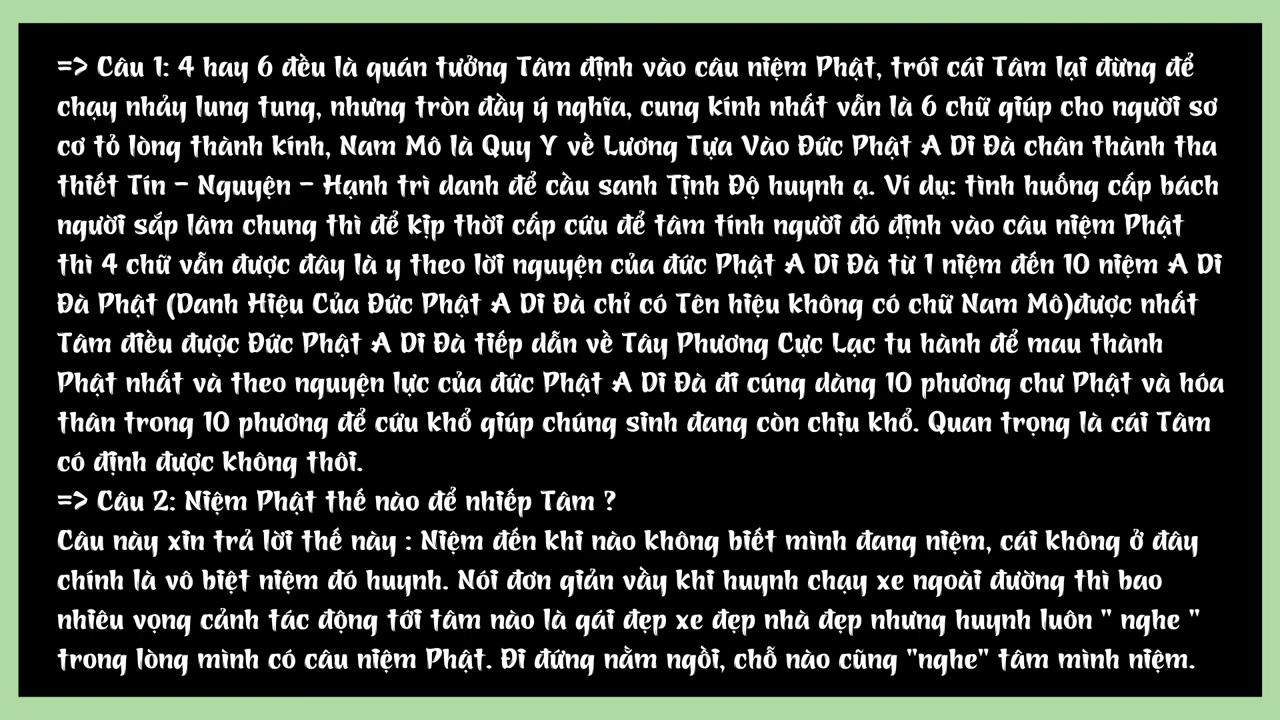 => Câu 1: 4 hay 6 đều là quán tưởng Tâm định vào câu niệm Phật, trói cái Tâm lại đừng để
chạy nhảy lung tung, nhưng tròn đầy ý nghĩa, cung kính nhất vẫn là 6 chữ giúp cho người sơ
cơ tỏ lòng thành kính, Nam Mô là Quy Y về Lương Tựa Vào Đức Phật A Di Đà chân thành tha
thiết Tín – Nguyện – Hạnh trì danh để cầu sanh Tịnh Độ huynh ạ. Ví dụ: tình huống cấp bách
người sắp lâm chung thì để kịp thời cấp cứu để tâm tính người đó định vào câu niệm Phật
thì 4 chữ vẫn được đây là y theo lời nguyện của đức Phật A Di Đà từ 1 niệm đến 10 niệm A Di
Đà Phật (Danh Hiệu Của Đức Phật A Di Đà chỉ có Tên hiệu không có chữ Nam Mô)được nhất
Tâm điều được Đức Phật A Di Đà tiếp dẫn về Tây Phương Cực Lạc tu hành để mau thành
Phật nhất và theo nguyện lực của đức Phật A Di Đà đi cúng dàng 10 phương chư Phật và hóa
thân trong 10 phương để cứu khổ giúp chúng sinh đang còn chịu khổ. Quan trọng là cái Tâm
có định được không thôi.
=> Câu 2: Niệm Phật thế nào để nhiếp Tâm ?
Câu này xin trả lời thế này : Niệm đến khi nào không biết mình đang niệm, cái không ở đây
chính là vô biệt niệm đó huynh. Nói đơn giản vầy khi huynh chạy xe ngoài đường thì bao
nhiêu vọng cảnh tác động tới tâm nào là gái đẹp xe đẹp nhà đẹp nhưng huynh luôn " nghe "
trong lòng mình có câu niệm Phật. Đi đứng nằm ngồi, chỗ nào cũng "nghe" tâm mình niệm.